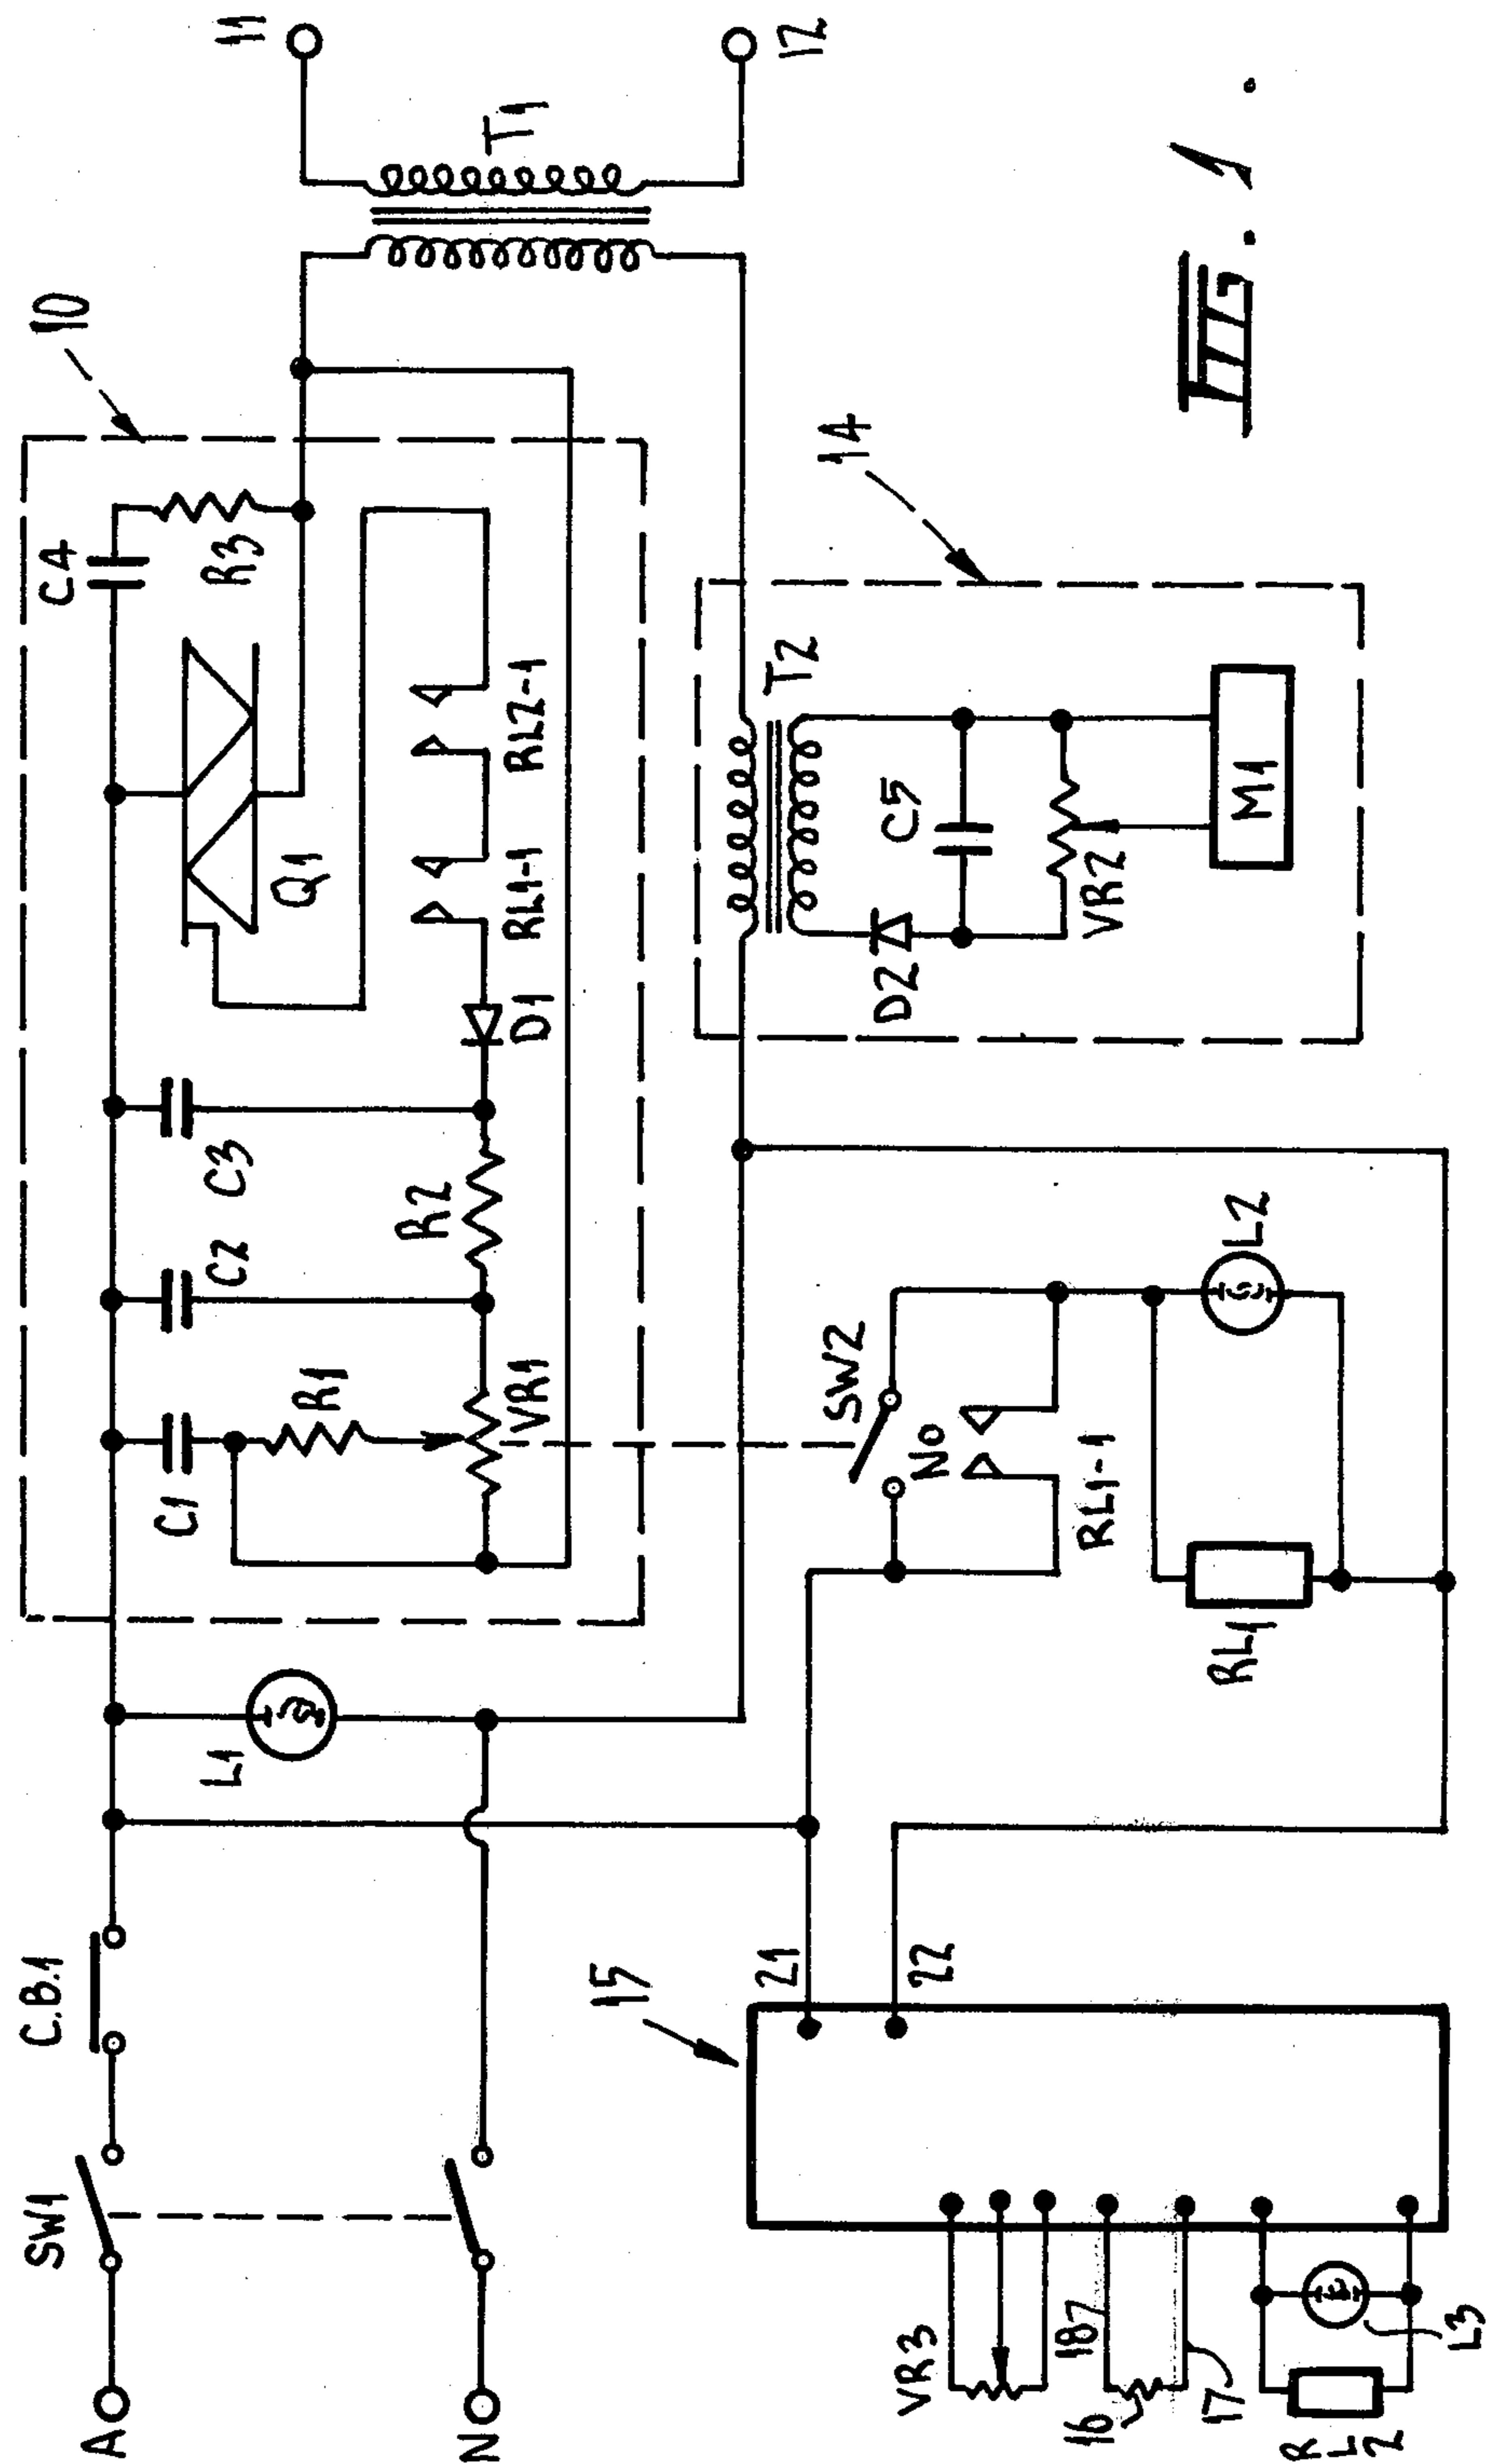 A
SW1
C.B.1
N
L1
10
C1
R1
VR1
C2
C3
R2
D1
Q1
RL1-1
RL2-1
C4
R3
T1
11
12
14
T2
D2
C5
VR2
M1
SW2
NO
RL1-1
RL1
L2
15
21
22
VR3
18
16
17
RL2
L3
FIG. 1.